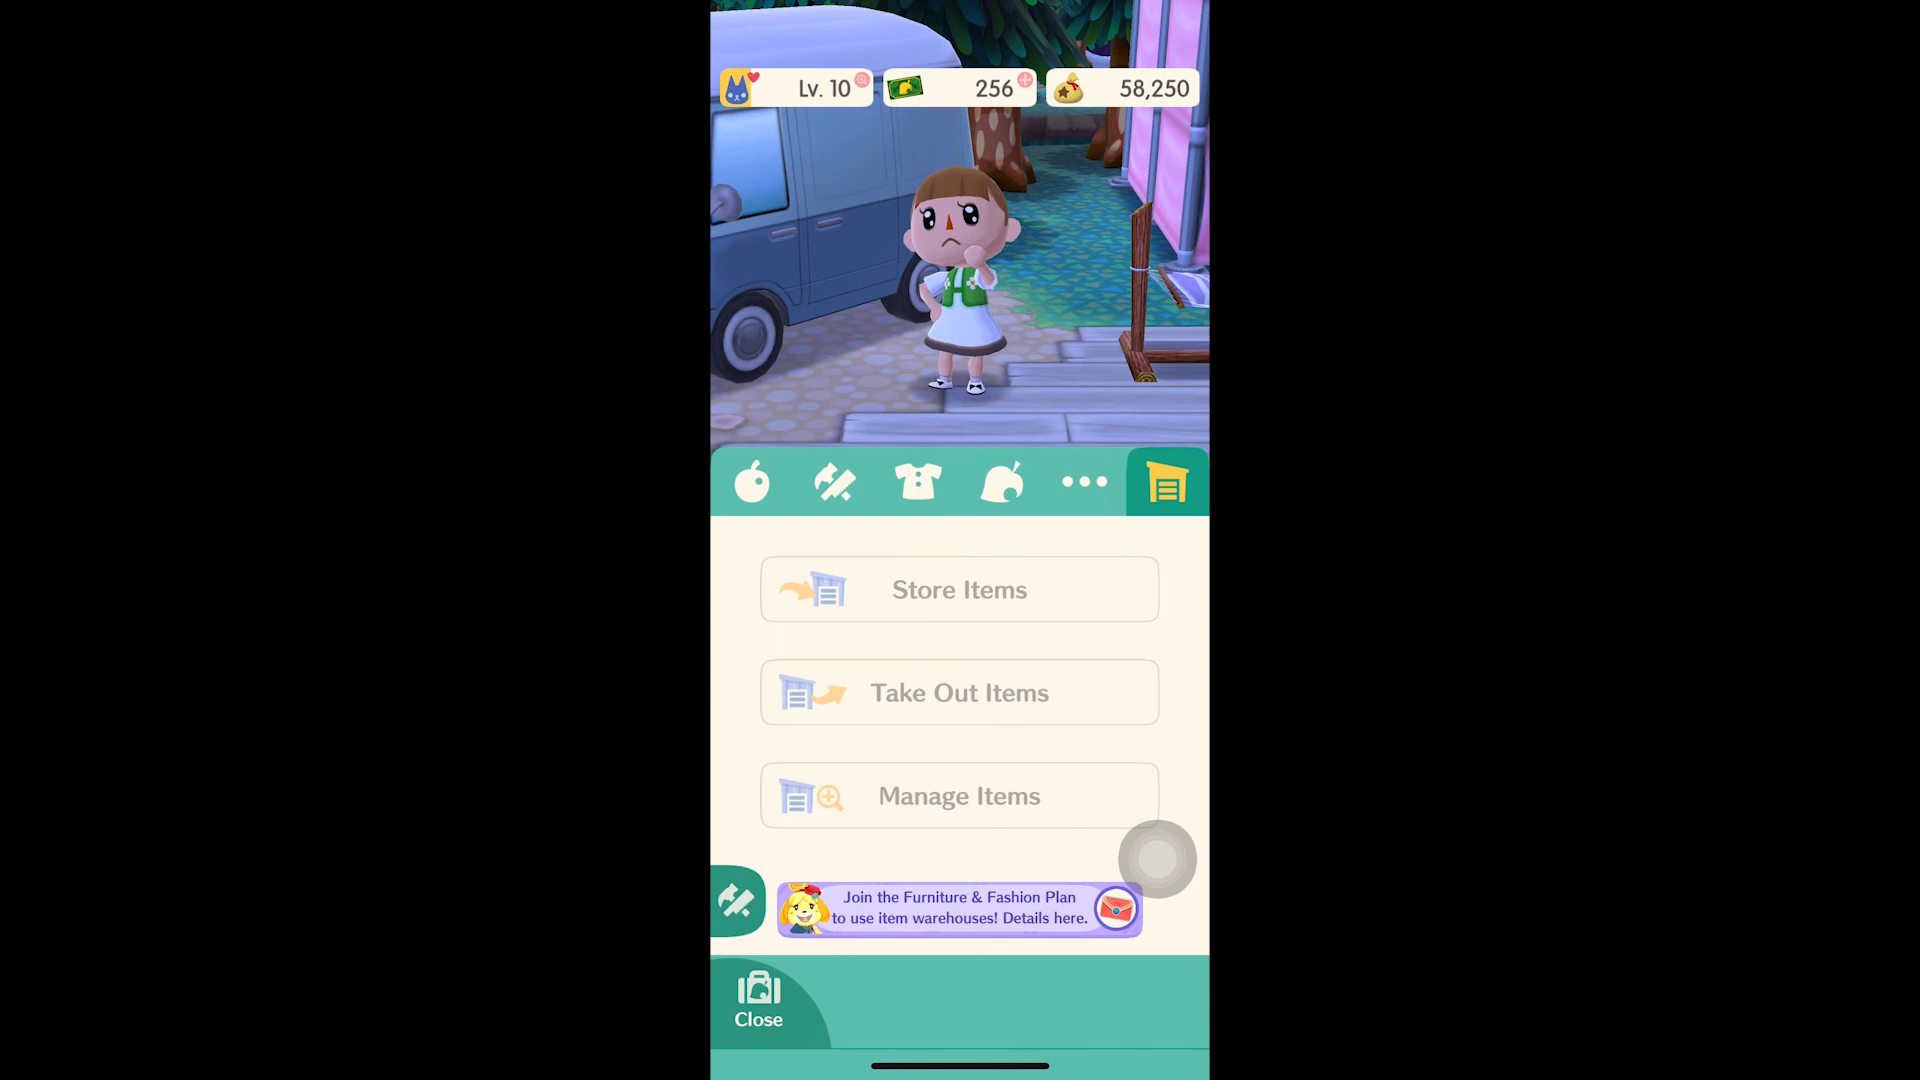 Lv. 10
256
58,250
Store Items
Take Out Items
Manage Items
Join the Furniture & Fashion Plan
to use item warehouses! Details here.
Close